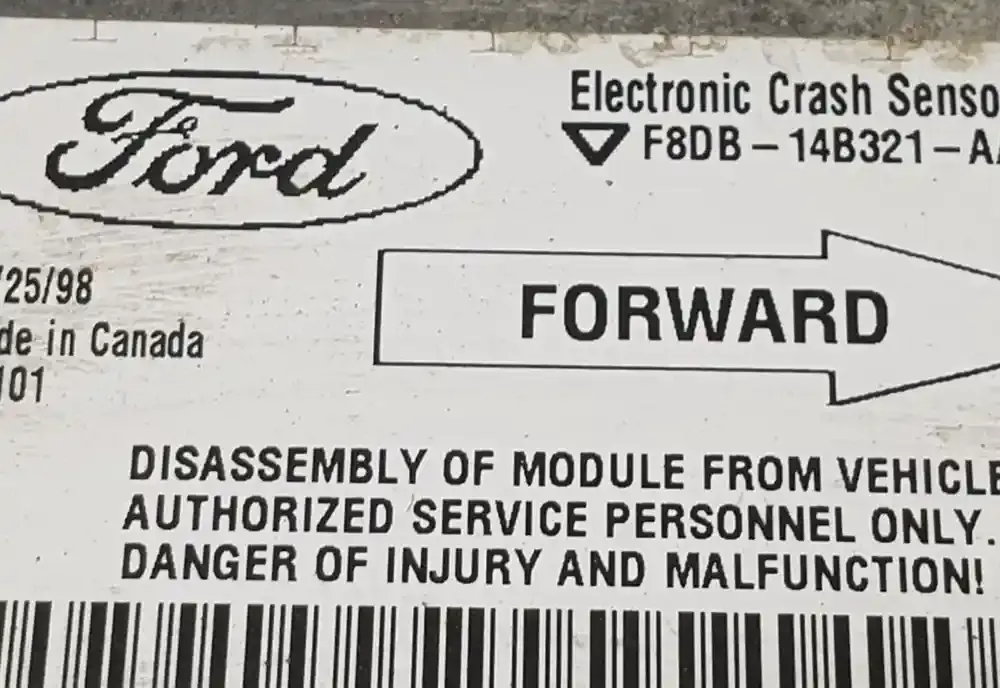 Ford
Electronic Crash Senso
F8DB-14B321-A
/25/98
de in Canada
101
FORWARD
DISASSEMBLY OF MODULE FROM VEHICLE
AUTHORIZED SERVICE PERSONNEL ONLY.
DANGER OF INJURY AND MALFUNCTION!